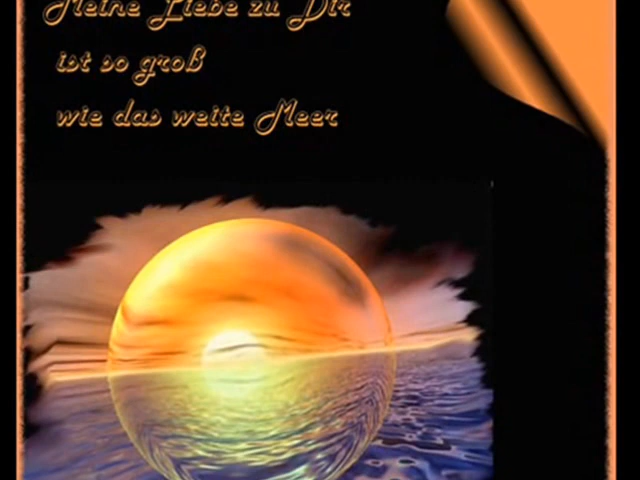 Meine Liebe zu Dir
ist so groß
wie das weite Meer